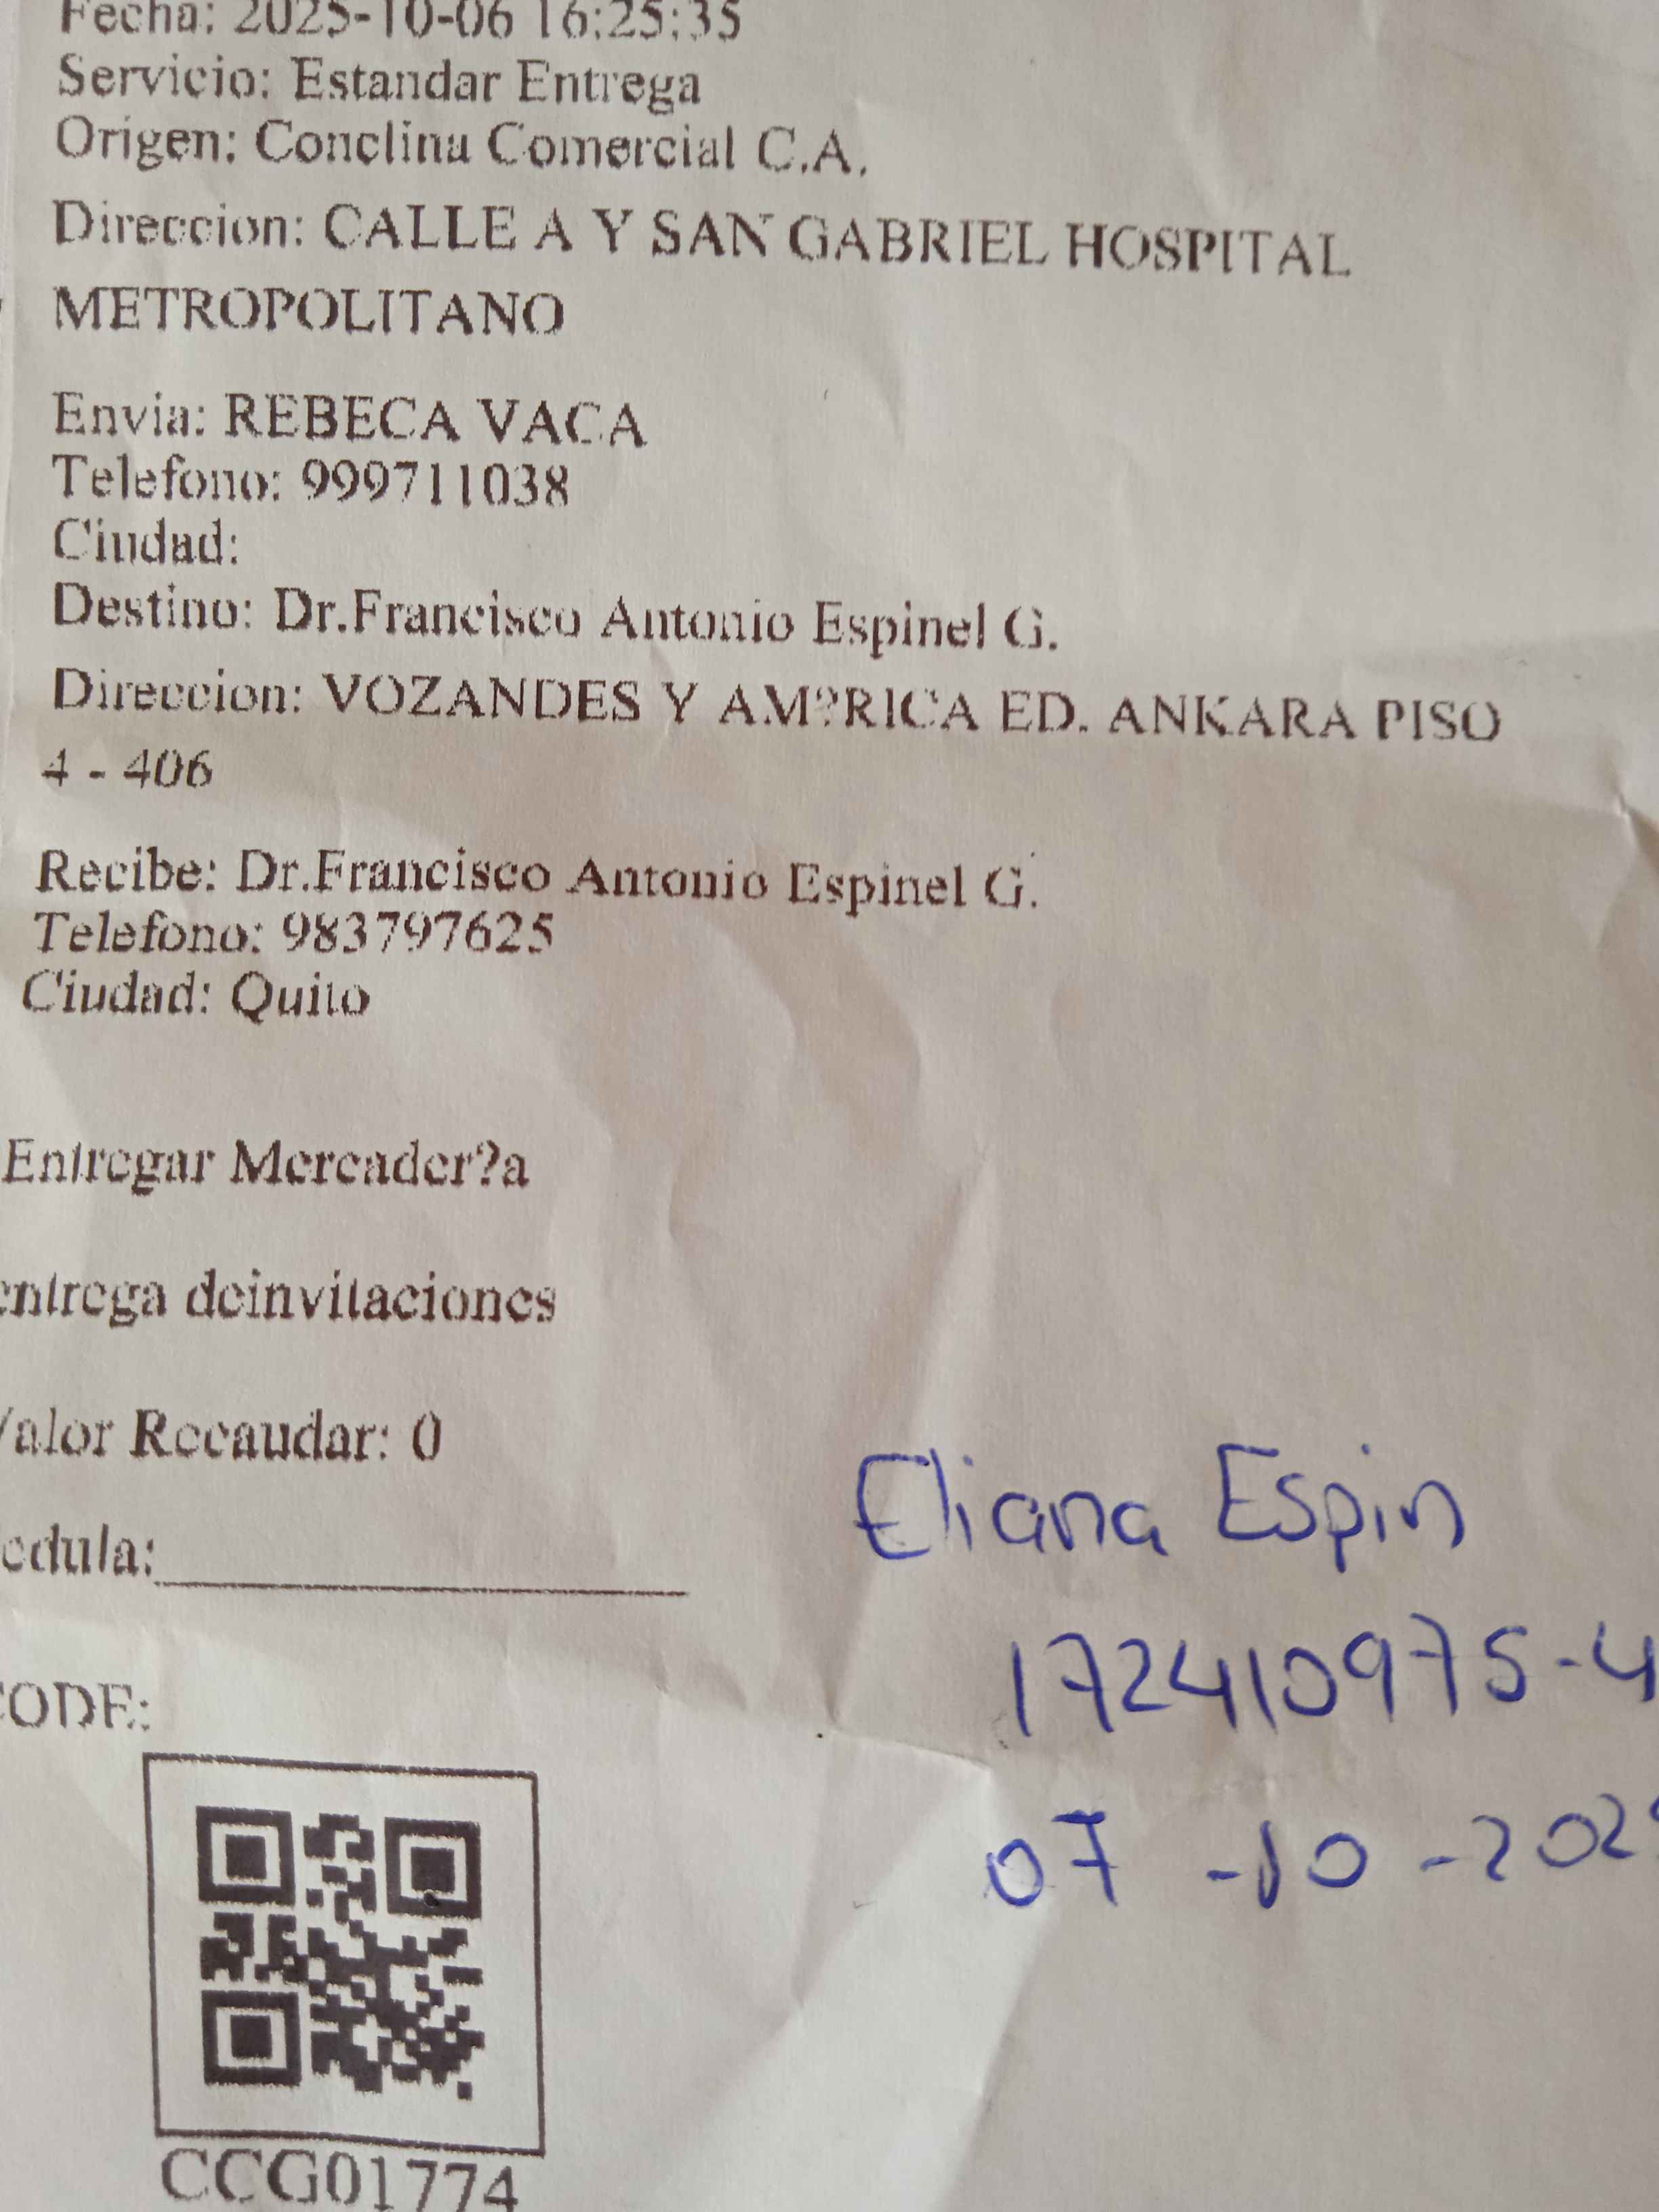 Fecha: 2025-10-06 16:25:35
Servicio: Estandar Entrega
Origen: Conclina Comercial C.A.
Direccion: CALLE A Y SAN GABRIEL HOSPITAL
METROPOLITANO
Envia: REBECA VACA
Telefono: 999711038
Ciudad:
Destino: Dr.Francisco Antonio Espinel G.
Direccion: VOZANDES Y AM?RICA ED. ANKARA PISO
4 - 406
Recibe: Dr.Francisco Antonio Espinel G.
Telefono: 983797625
Ciudad: Quito
Entregar Mercader?a
entrega deinvitaciones
Valor Recaudar: 0
Eliana Espin
edula:
172410975-4
CODE:
07-10-202
CCG01774